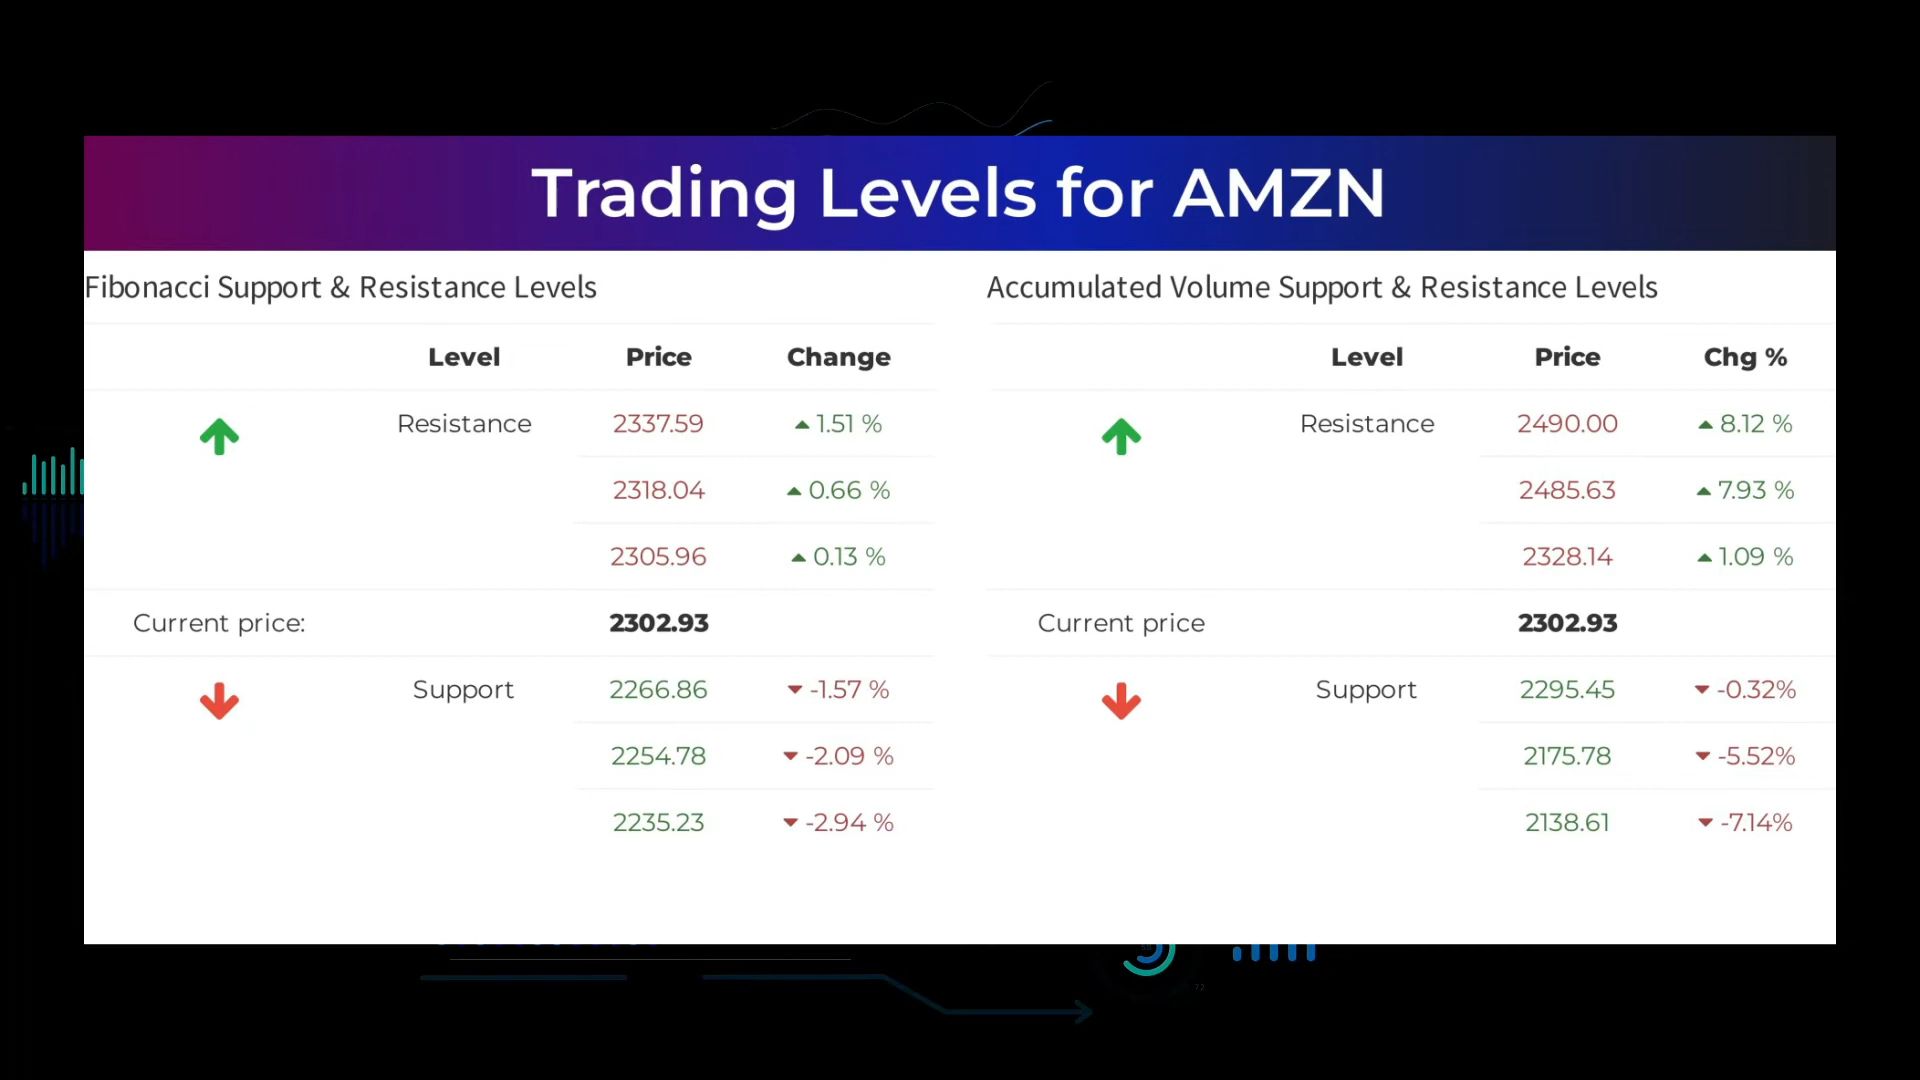 Trading Levels for AMZN
Fibonacci Support & Resistance Levels
Level Price Change
Resistance 2337.59 1.51 %
2318.04 0.66 %
2305.96 0.13 %
Current price: 2302.93
Support 2266.86 -1.57 %
2254.78 -2.09 %
2235.23 -2.94 %
Accumulated Volume Support & Resistance Levels
Level Price Chg %
Resistance 2490.00 8.12 %
2485.63 7.93 %
2328.14 1.09 %
Current price 2302.93
Support 2295.45 -0.32%
2175.78 -5.52%
2138.61 -7.14%